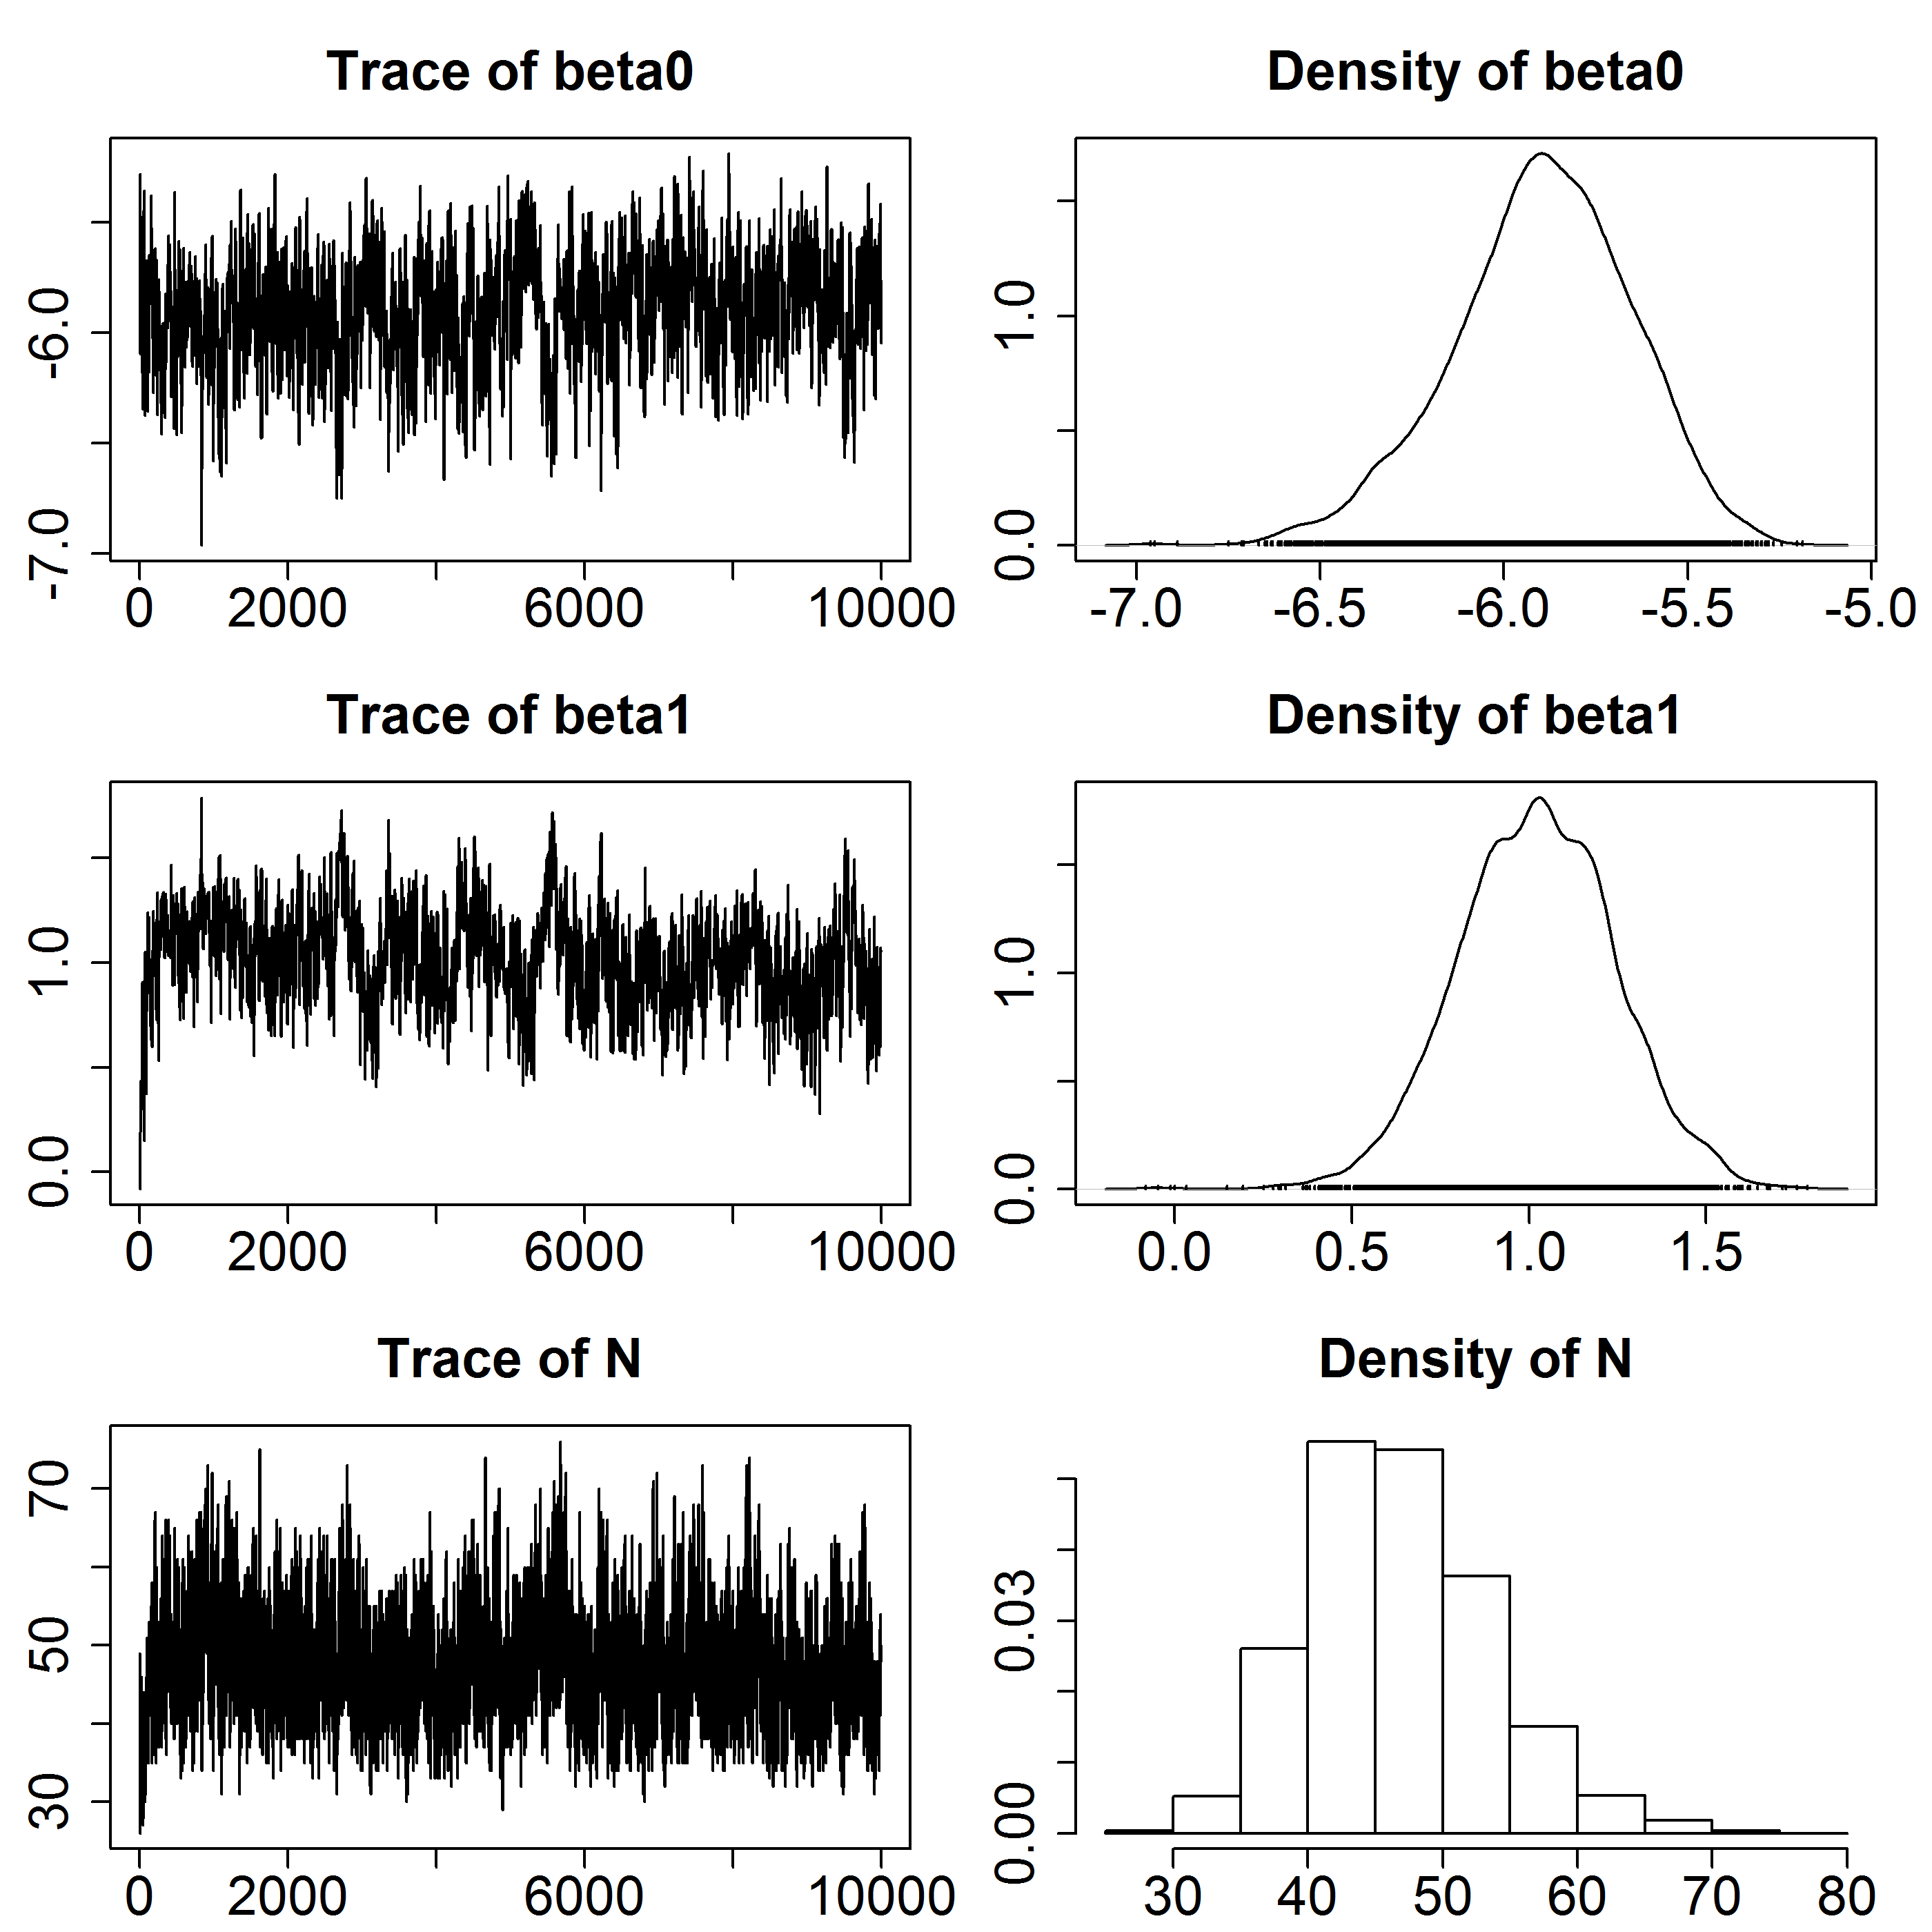 Trace of beta0
-7.0 -6.0
0 2000 6000 10000
Density of beta0
0.0 1.0
-7.0 -6.5 -6.0 -5.5 -5.0
Trace of beta1
0.0 1.0
0 2000 6000 10000
Density of beta1
0.0 1.0
0.0 0.5 1.0 1.5
Trace of N
30 50 70
0 2000 6000 10000
Density of N
0.00 0.03
30 40 50 60 70 80